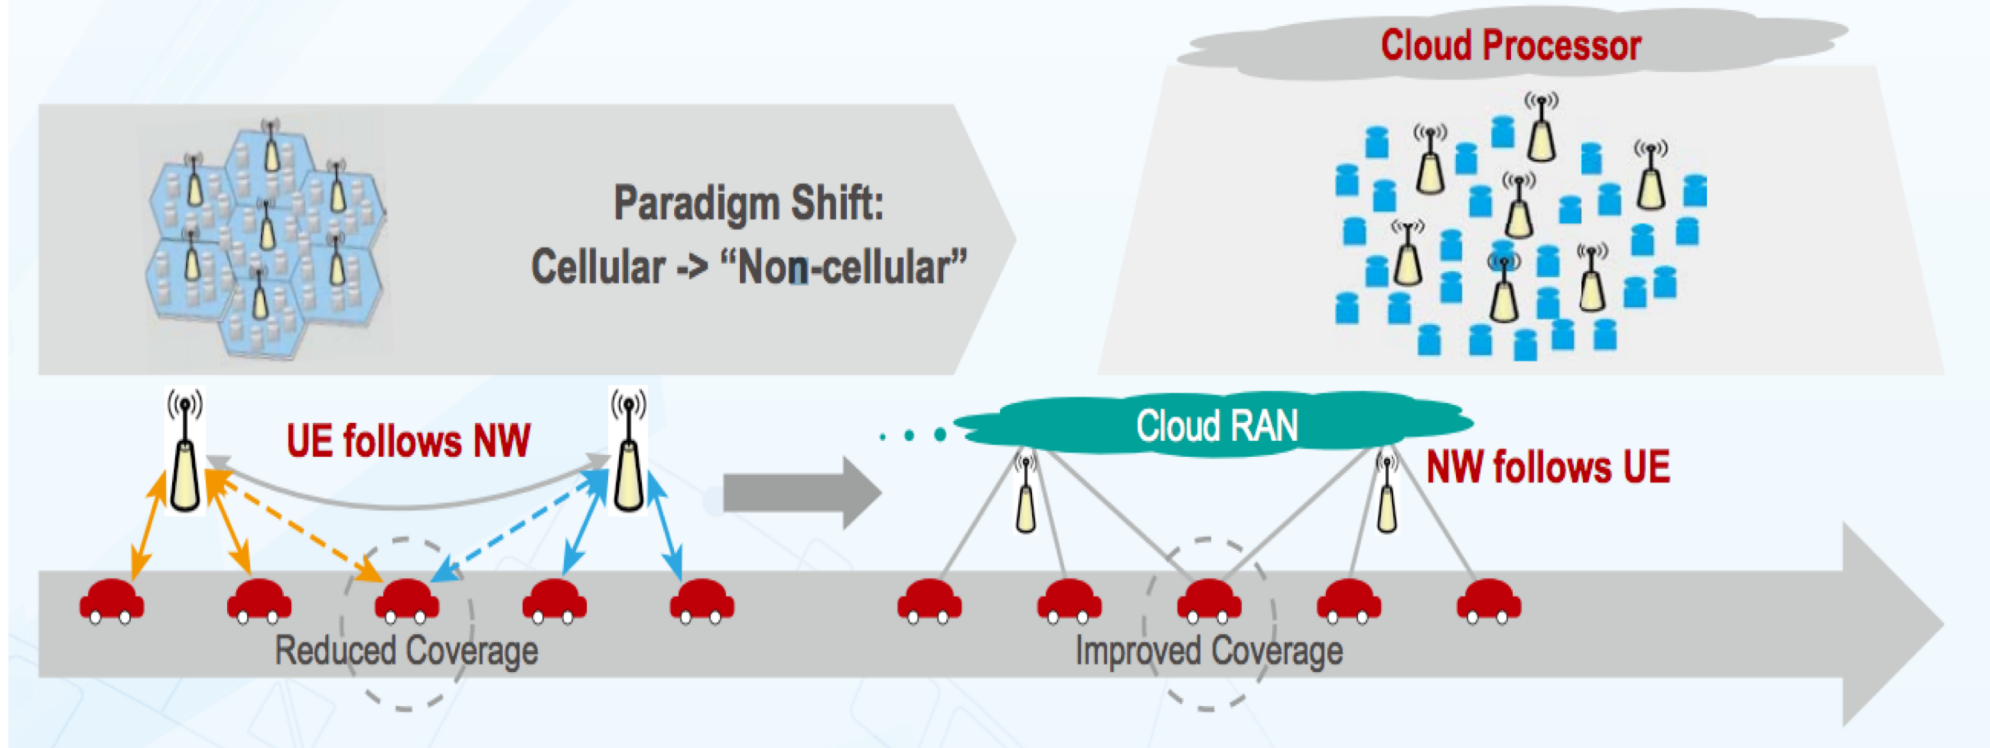 Cloud Processor
Paradigm Shift:
Cellular -> “Non-cellular”
UE follows NW
Cloud RAN
NW follows UE
Reduced Coverage
Improved Coverage